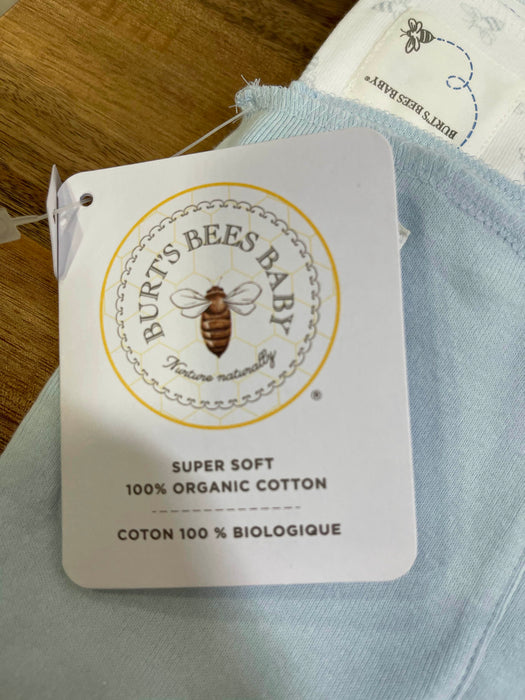 BURT'S BEES BABY®
BURT'S BEES BABY
Nurture naturally
®
SUPER SOFT
100% ORGANIC COTTON
COTON 100 % BIOLOGIQUE